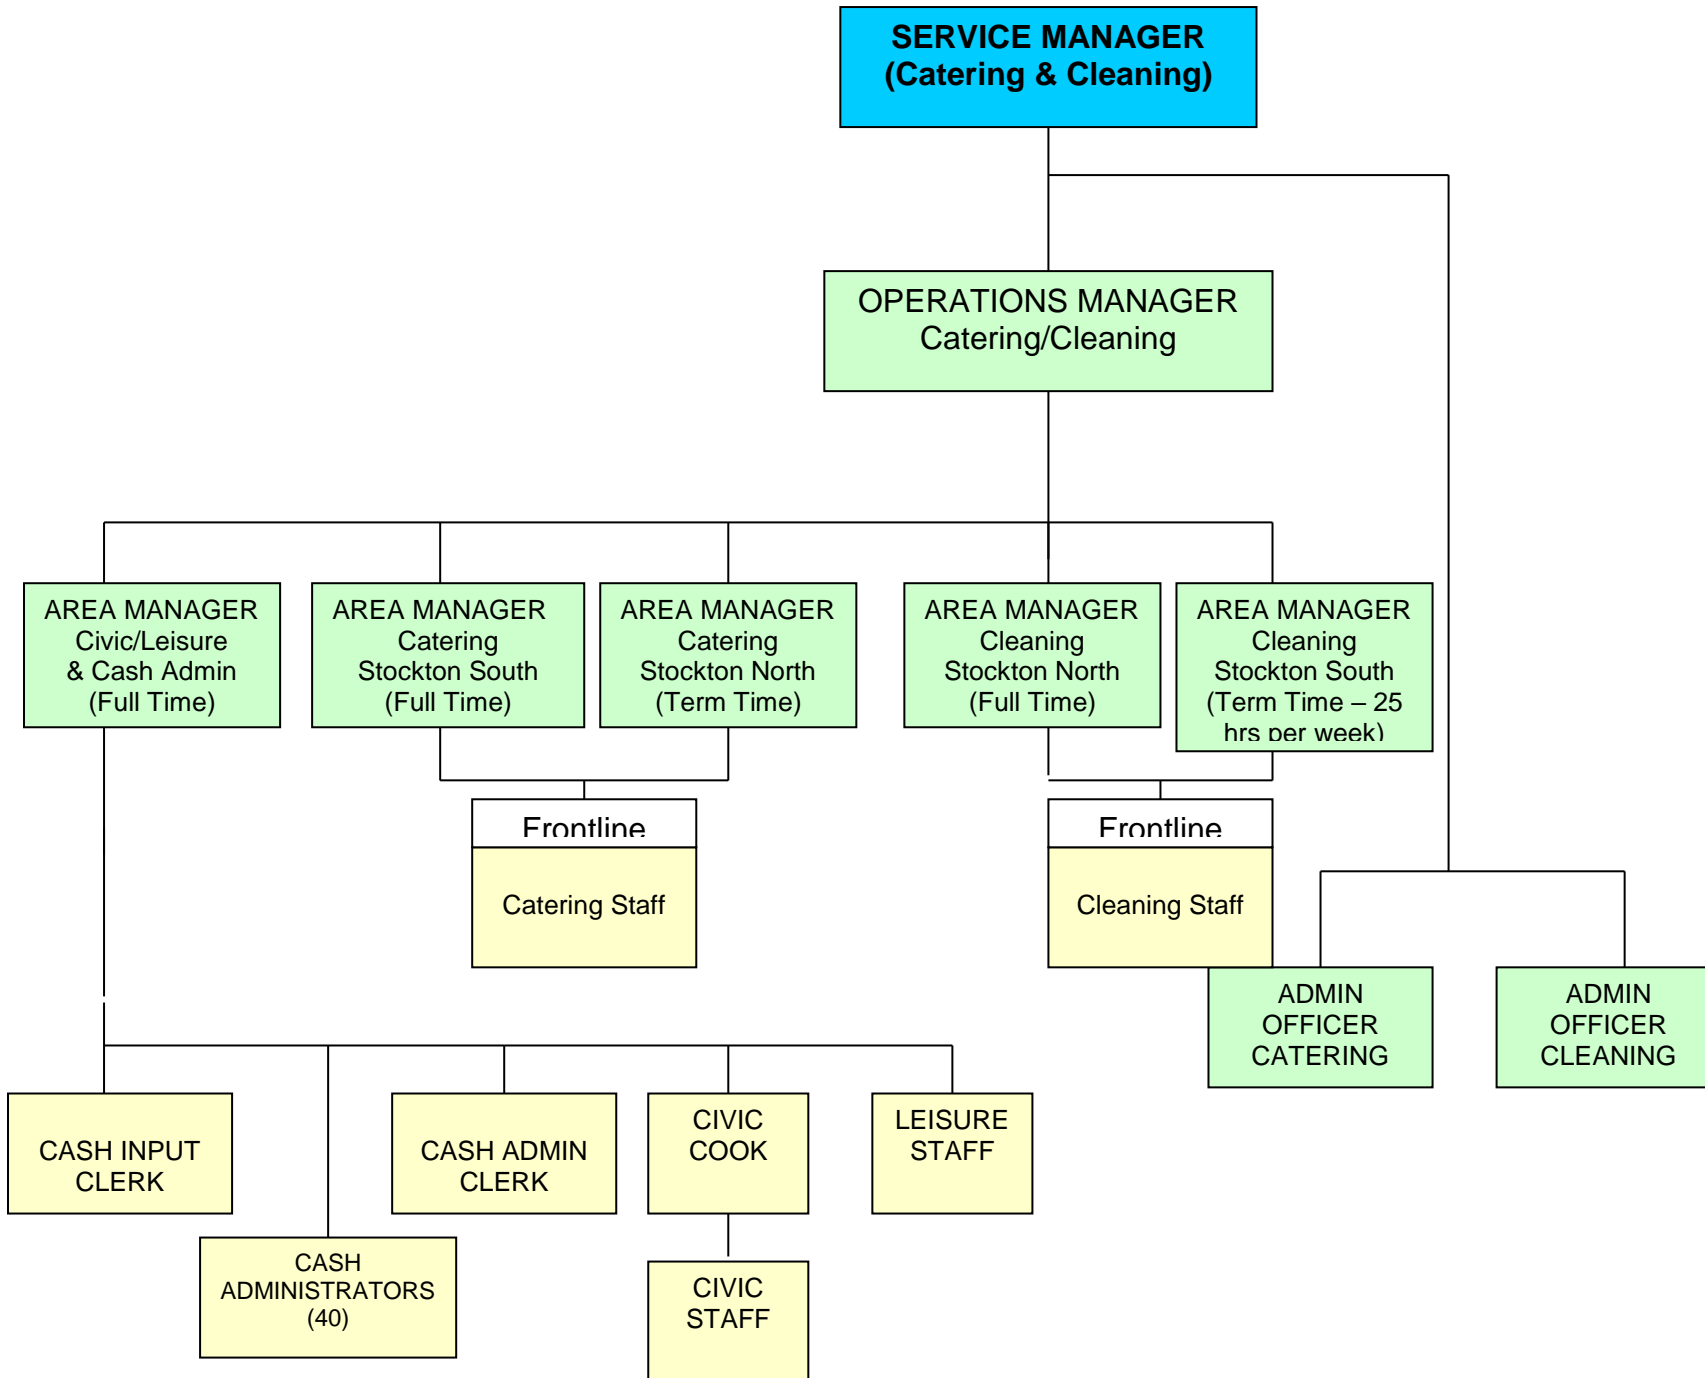 SERVICE MANAGER
(Catering & Cleaning)
OPERATIONS MANAGER
Catering/Cleaning
AREA MANAGER
Civic/Leisure
& Cash Admin
(Full Time)
AREA MANAGER
Catering
Stockton South
(Full Time)
AREA MANAGER
Catering
Stockton North
(Term Time)
AREA MANAGER
Cleaning
Stockton North
(Full Time)
AREA MANAGER
Cleaning
Stockton South
(Term Time – 25
hrs per week)
Frontline
Catering Staff
Frontline
Cleaning Staff
ADMIN
OFFICER
CATERING
ADMIN
OFFICER
CLEANING
CASH INPUT
CLERK
CASH
ADMINISTRATORS
(40)
CASH ADMIN
CLERK
CIVIC
COOK
CIVIC
STAFF
LEISURE
STAFF